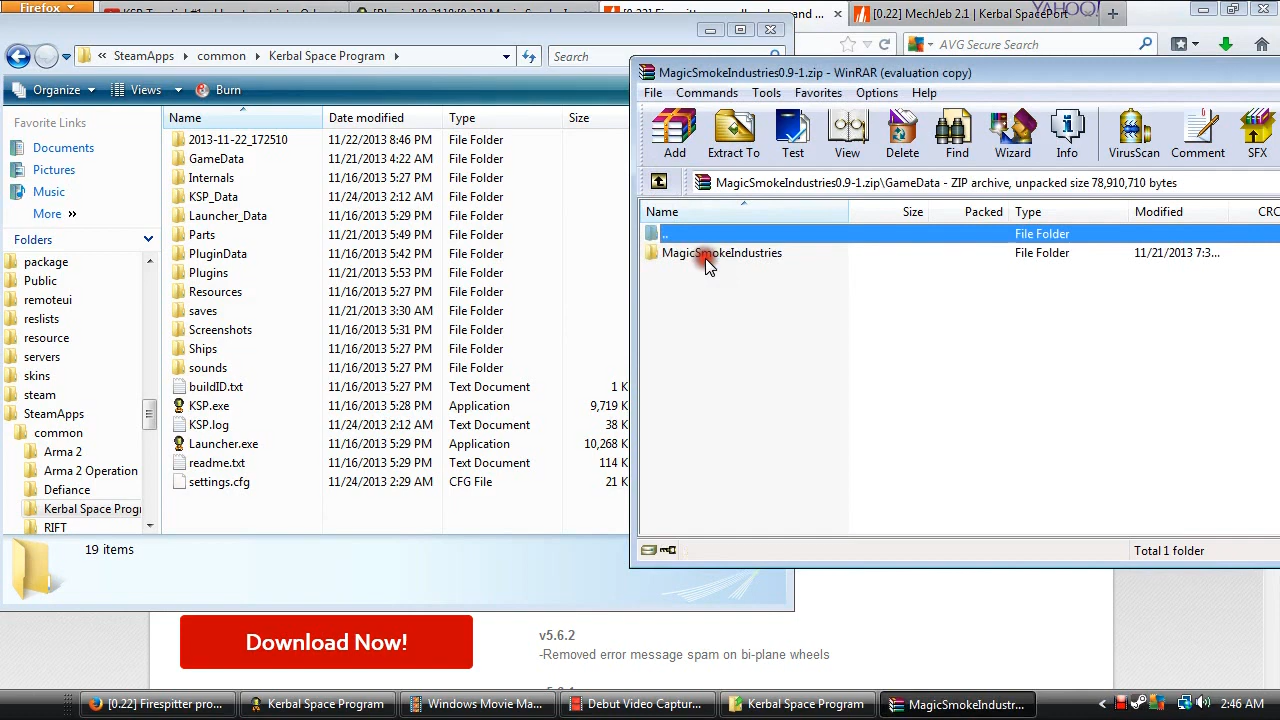 Firefox
[0.22] MechJeb 2.1 | Kerbal SpacePort
YAHOO!
AVG Secure Search
SteamApps
common
Kerbal Space Program
Search
Organize
Views
Burn
Favorite Links
Documents
Pictures
Music
More »
Folders
package
Public
remoteui
reslists
resource
servers
skins
steam
SteamApps
common
Arma 2
Arma 2 Operation
Defiance
Kerbal Space Progr
RIFT
Name Date modified Type Size
2013-11-22_172510 11/22/2013 8:46 PM File Folder
GameData 11/21/2013 4:22 AM File Folder
Internals 11/16/2013 5:27 PM File Folder
KSP_Data 11/24/2013 2:12 AM File Folder
Launcher_Data 11/16/2013 5:29 PM File Folder
Parts 11/21/2013 5:49 PM File Folder
PluginData 11/16/2013 5:42 PM File Folder
Plugins 11/21/2013 5:53 PM File Folder
Resources 11/16/2013 5:27 PM File Folder
saves 11/21/2013 3:30 AM File Folder
Screenshots 11/16/2013 5:31 PM File Folder
Ships 11/16/2013 5:27 PM File Folder
sounds 11/16/2013 5:27 PM File Folder
buildID.txt 11/16/2013 5:27 PM Text Document 1 K
KSP.exe 11/16/2013 5:28 PM Application 9,719 K
KSP.log 11/24/2013 2:12 AM Text Document 38 K
Launcher.exe 11/16/2013 5:29 PM Application 10,268 K
readme.txt 11/16/2013 5:29 PM Text Document 114 K
settings.cfg 11/24/2013 2:29 AM CFG File 21 K
19 items
MagicSmokeIndustries0.9-1.zip - WinRAR (evaluation copy)
File Commands Tools Favorites Options Help
Add Extract To Test View Delete Find Wizard Info VirusScan Comment SFX
MagicSmokeIndustries0.9-1.zip\GameData - ZIP archive, unpacked size 78,910,710 bytes
Name Size Packed Type Modified CRC
.. File Folder
MagicSmokeIndustries File Folder 11/21/2013 7:3...
Total 1 folder
Download Now!
v5.6.2
-Removed error message spam on bi-plane wheels
[0.22] Firespitter pro...
Kerbal Space Program
Windows Movie Ma...
Debut Video Captur...
Kerbal Space Program
MagicSmokeIndustr...
2:46 AM